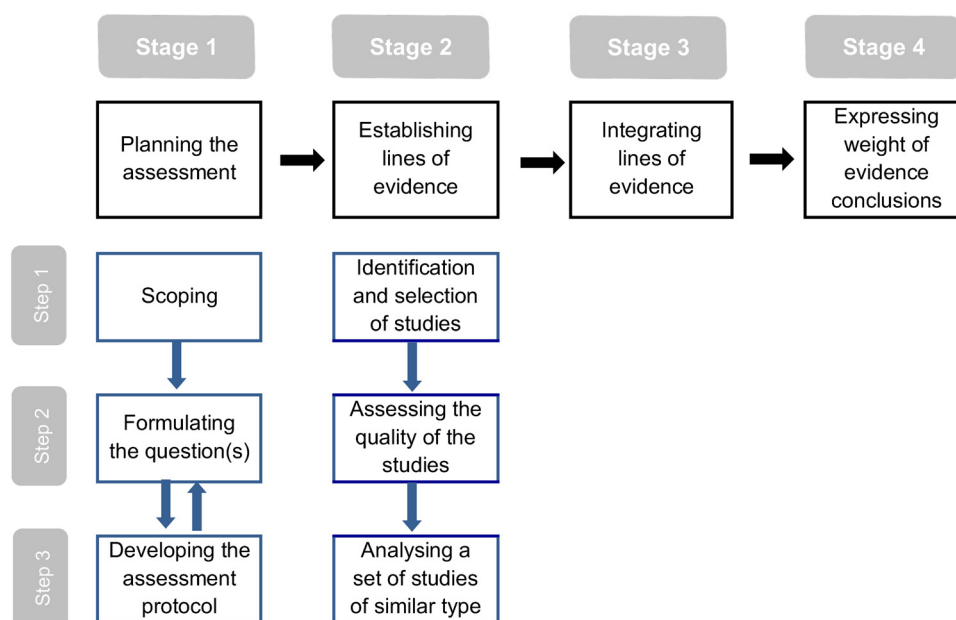 Stage 1
Stage 2
Stage 3
Stage 4
Planning the
assessment
Establishing
lines of
evidence
Integrating
lines of
evidence
Expressing
weight of
evidence
conclusions
Step 1
Scoping
Identification
and selection
of studies
Step 2
Formulating
the question(s)
Assessing the
quality of the
studies
Step 3
Developing the
assessment
protocol
Analysing a
set of studies
of similar type